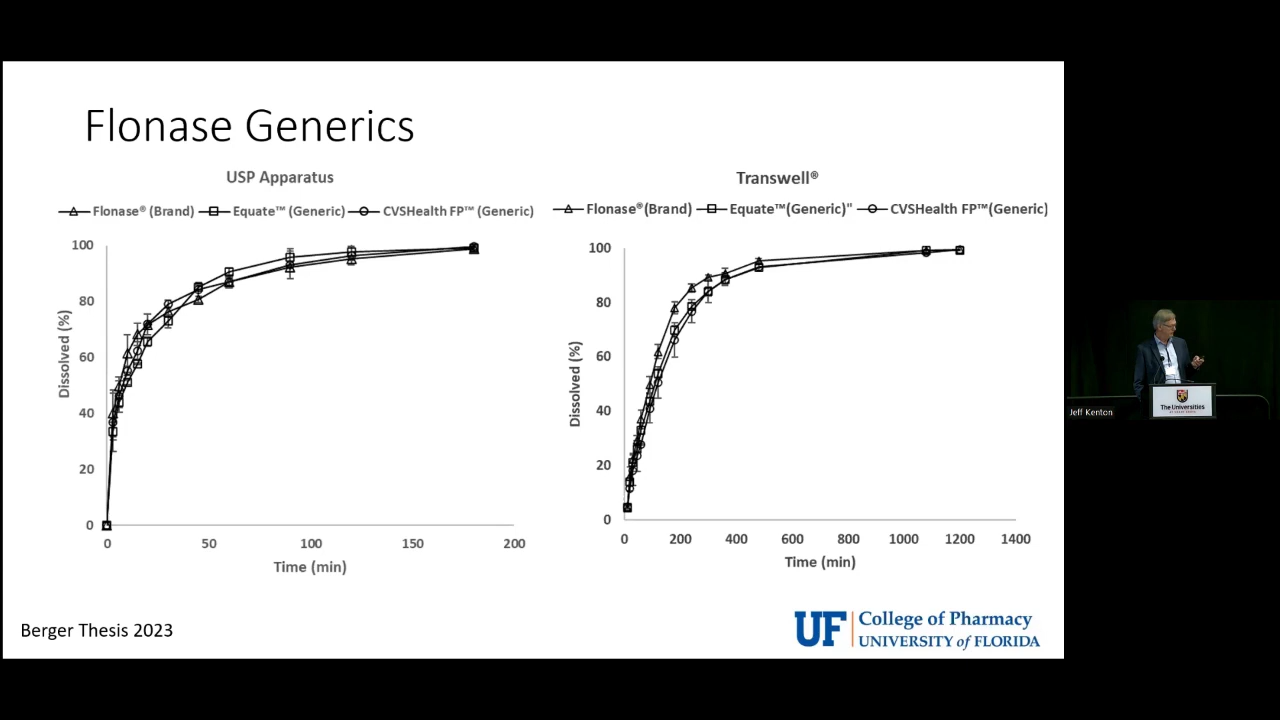 Flonase Generics
USP Apparatus
Flonase® (Brand) Equate™ (Generic) CVSHealth FP™ (Generic)
100
80
60
40
20
0
Dissolved (%)
0 50 100 150 200
Time (min)
Transwell®
Flonase®(Brand) Equate™(Generic)" CVSHealth FP™(Generic)
100
80
60
40
20
0
Dissolved (%)
0 200 400 600 800 1000 1200 1400
Time (min)
Berger Thesis 2023
UF College of Pharmacy
UNIVERSITY of FLORIDA
The Universities
Jeff Kenton